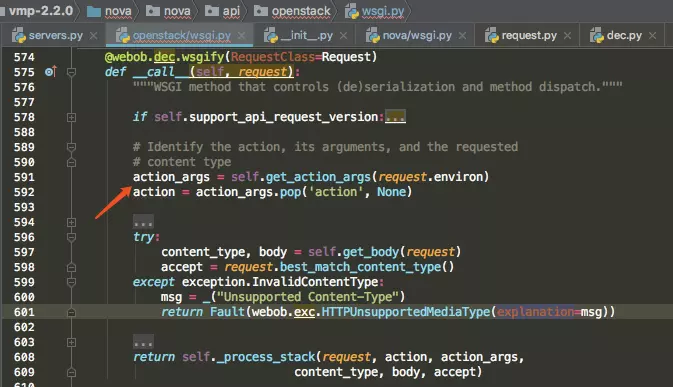 vmp-2.2.0 nova nova api openstack wsgi.py
servers.py openstack/wsgi.py __init__.py nova/wsgi.py request.py dec.py
574 @webob.dec.wsgify(RequestClass=Request)
575 def __call__(self, request):
576 """WSGI method that controls (de)serialization and method dispatch."""
577
578 if self.support_api_request_version:...
588
589 # Identify the action, its arguments, and the requested
590 # content type
591 action_args = self.get_action_args(request.environ)
592 action = action_args.pop('action', None)
594 ...
596 try:
597 content_type, body = self.get_body(request)
598 accept = request.best_match_content_type()
599 except exception.InvalidContentType:
600 msg = _("Unsupported Content-Type")
601 return Fault(webob.exc.HTTPUnsupportedMediaType(explanation=msg))
602
603 ...
608 return self._process_stack(request, action, action_args,
609 content_type, body, accept)
610